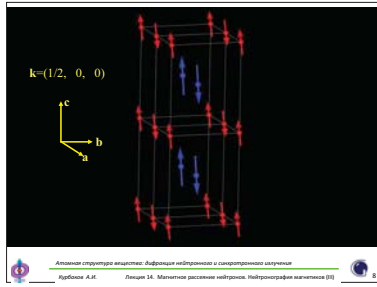 k=(1/2, 0, 0)
c
b
a
Атомная структура вещества: дифракция нейтронного и синхротронного излучения
Курбаков А.И. Лекция 14. Магнитное рассеяние нейтронов. Нейтронография магнетиков (III) 8